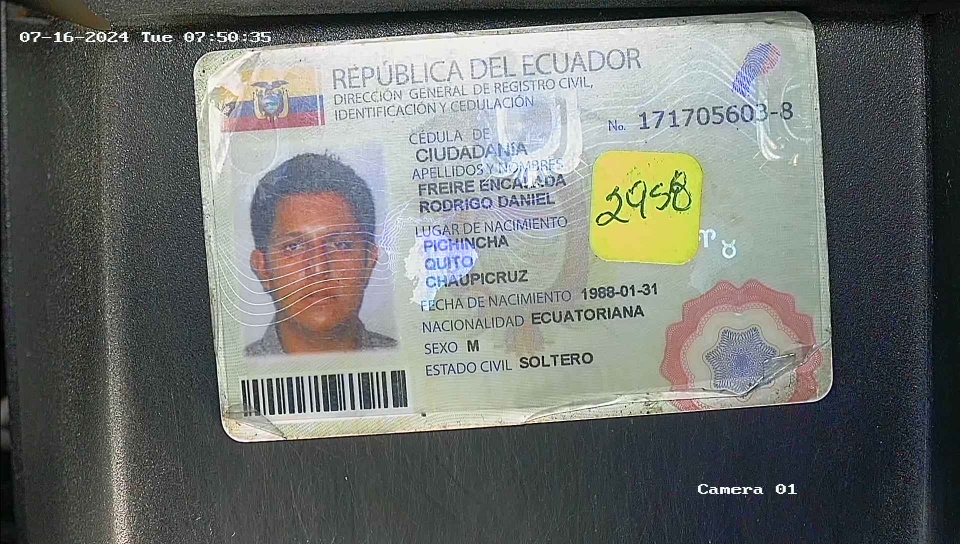 07-16-2024 Tue 07:50:35
REPÚBLICA DEL ECUADOR
DIRECCIÓN GENERAL DE REGISTRO CIVIL,
IDENTIFICACIÓN Y CEDULACIÓN
No. 171705603-8
CÉDULA DE
CIUDADANÍA
APELLIDOS Y NOMBRES
FREIRE ENCALADA
RODRIGO DANIEL
2958
LUGAR DE NACIMIENTO
PICHINCHA
QUITO
CHAUPICRUZ
FECHA DE NACIMIENTO 1988-01-31
NACIONALIDAD ECUATORIANA
SEXO M
ESTADO CIVIL SOLTERO
Camera 01